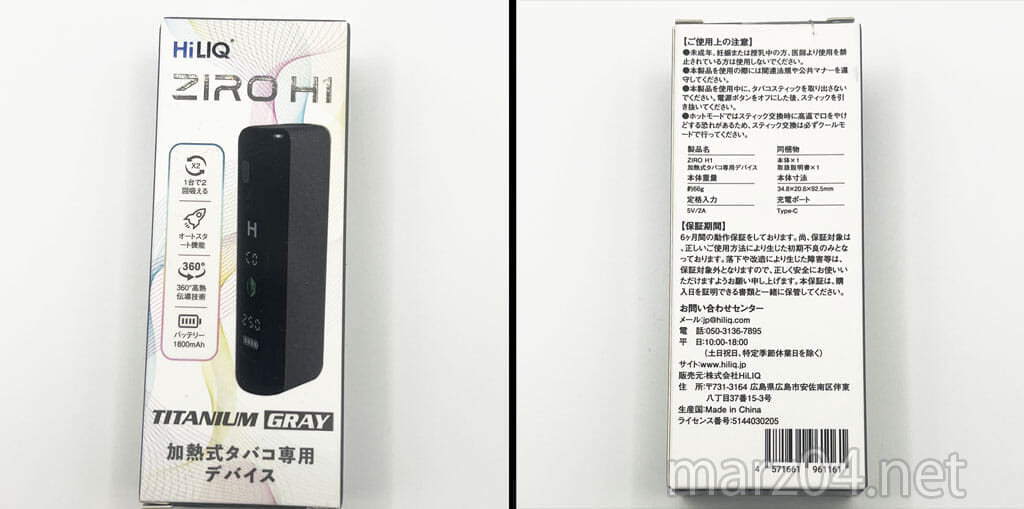 HiLIQ®
ZIRO H1
X2
1台で2
回吸える
オートスタ
ート機能
360°
360°高熱
伝導技術
バッテリー
1800mAh
H
250
TITANIUM GRAY
加熱式タバコ専用
デバイス
【ご使用上の注意】
●未成年、妊娠または授乳中の方、医師より使用を禁
止されている方は使用しないでください。
●本製品を使用の際には関連法規や公共マナーを遵
守してください。
●本製品を使用中に、タバコスティックを取り出さない
でください。電源ボタンをオフにした後、スティックを引
き抜いてください。
●ホットモードではスティック交換時に高温で口をやけ
どする恐れがあるため、スティック交換は必ずクールモ
ードで行ってください。
製品名 同梱物
ZIRO H1 本体×1
加熱式タバコ専用デバイス 取扱説明書×1
本体重量 本体寸法
約66g 34.8×20.6×92.5mm
定格入力 充電ポート
5V/2A Type-C
【保証期間】
6ヶ月間の動作保証をしております。尚、保証対象は
、正しいご使用方法により生じた初期不良のみとな
っております。落下や改造により生じた障害等は、
保証対象外となりますので、正しく安全にお使いい
ただけますようお願い申し上げます。本保証は、購
入日を証明できる書類と一緒に保管してください。
お問い合わせセンター
メール:jp@hiliq.com
電 話:050-3136-7895
平 日:10:00-18:00
(土日祝日、特定季節休業日を除く)
サイト:www.hiliq.jp
販売元:株式会社HiLIQ
住 所:〒731-3164 広島県広島市安佐南区伴東
八丁目37番15-3号
生産国:Made in China
ライセンス番号:5144030205
4 571661 961161
marz04.net